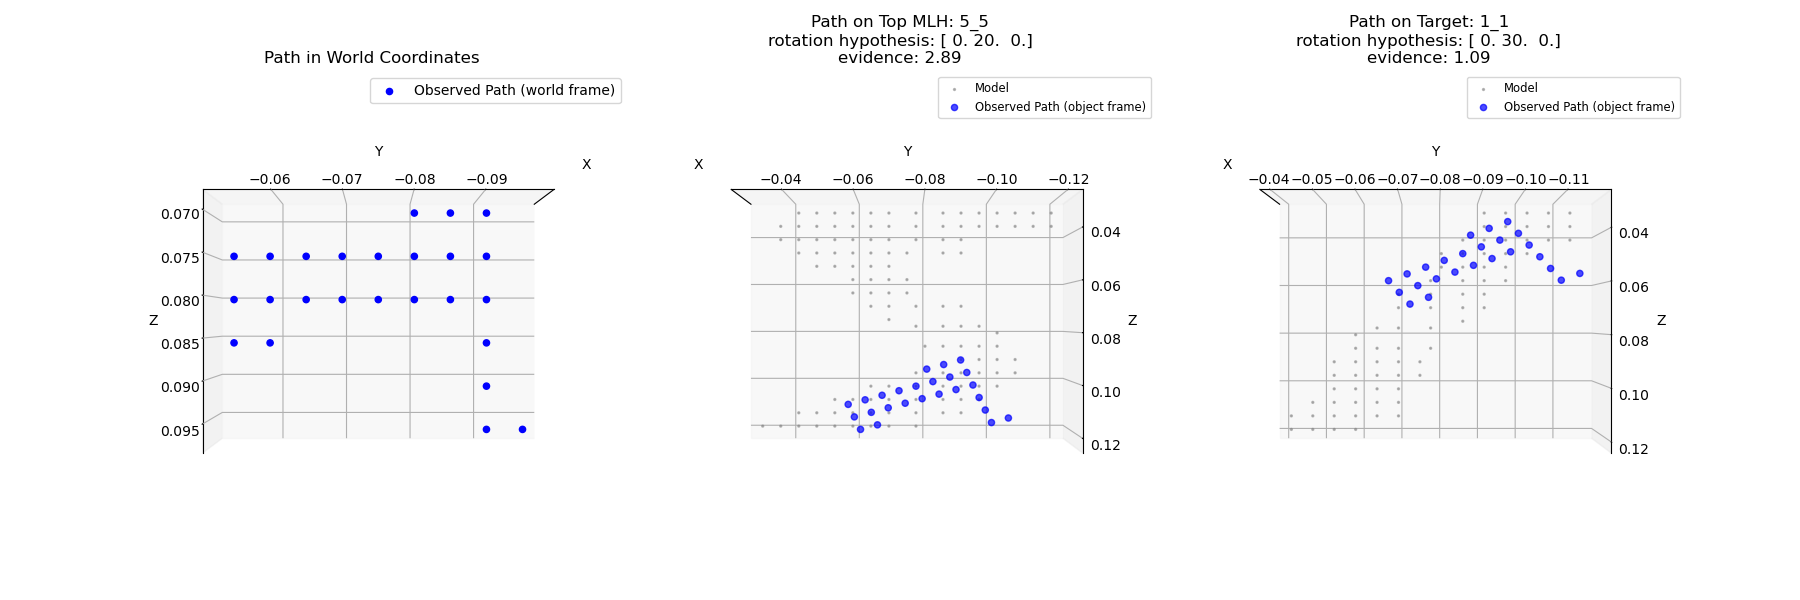 Path in World Coordinates
Observed Path (world frame)
Y
X
−0.06 −0.07 −0.08 −0.09
0.070
0.075
0.080
0.085
0.090
0.095
Z
Path on Top MLH: 5_5
rotation hypothesis: [ 0. 20.  0.]
evidence: 2.89
Model
Observed Path (object frame)
X
Y
−0.04 −0.06 −0.08 −0.10 −0.12
0.04
0.06
0.08
0.10
0.12
Z
Path on Target: 1_1
rotation hypothesis: [ 0. 30.  0.]
evidence: 1.09
Model
Observed Path (object frame)
X
Y
−0.04 −0.05 −0.06 −0.07 −0.08 −0.09 −0.10 −0.11
0.04
0.06
0.08
0.10
0.12
Z